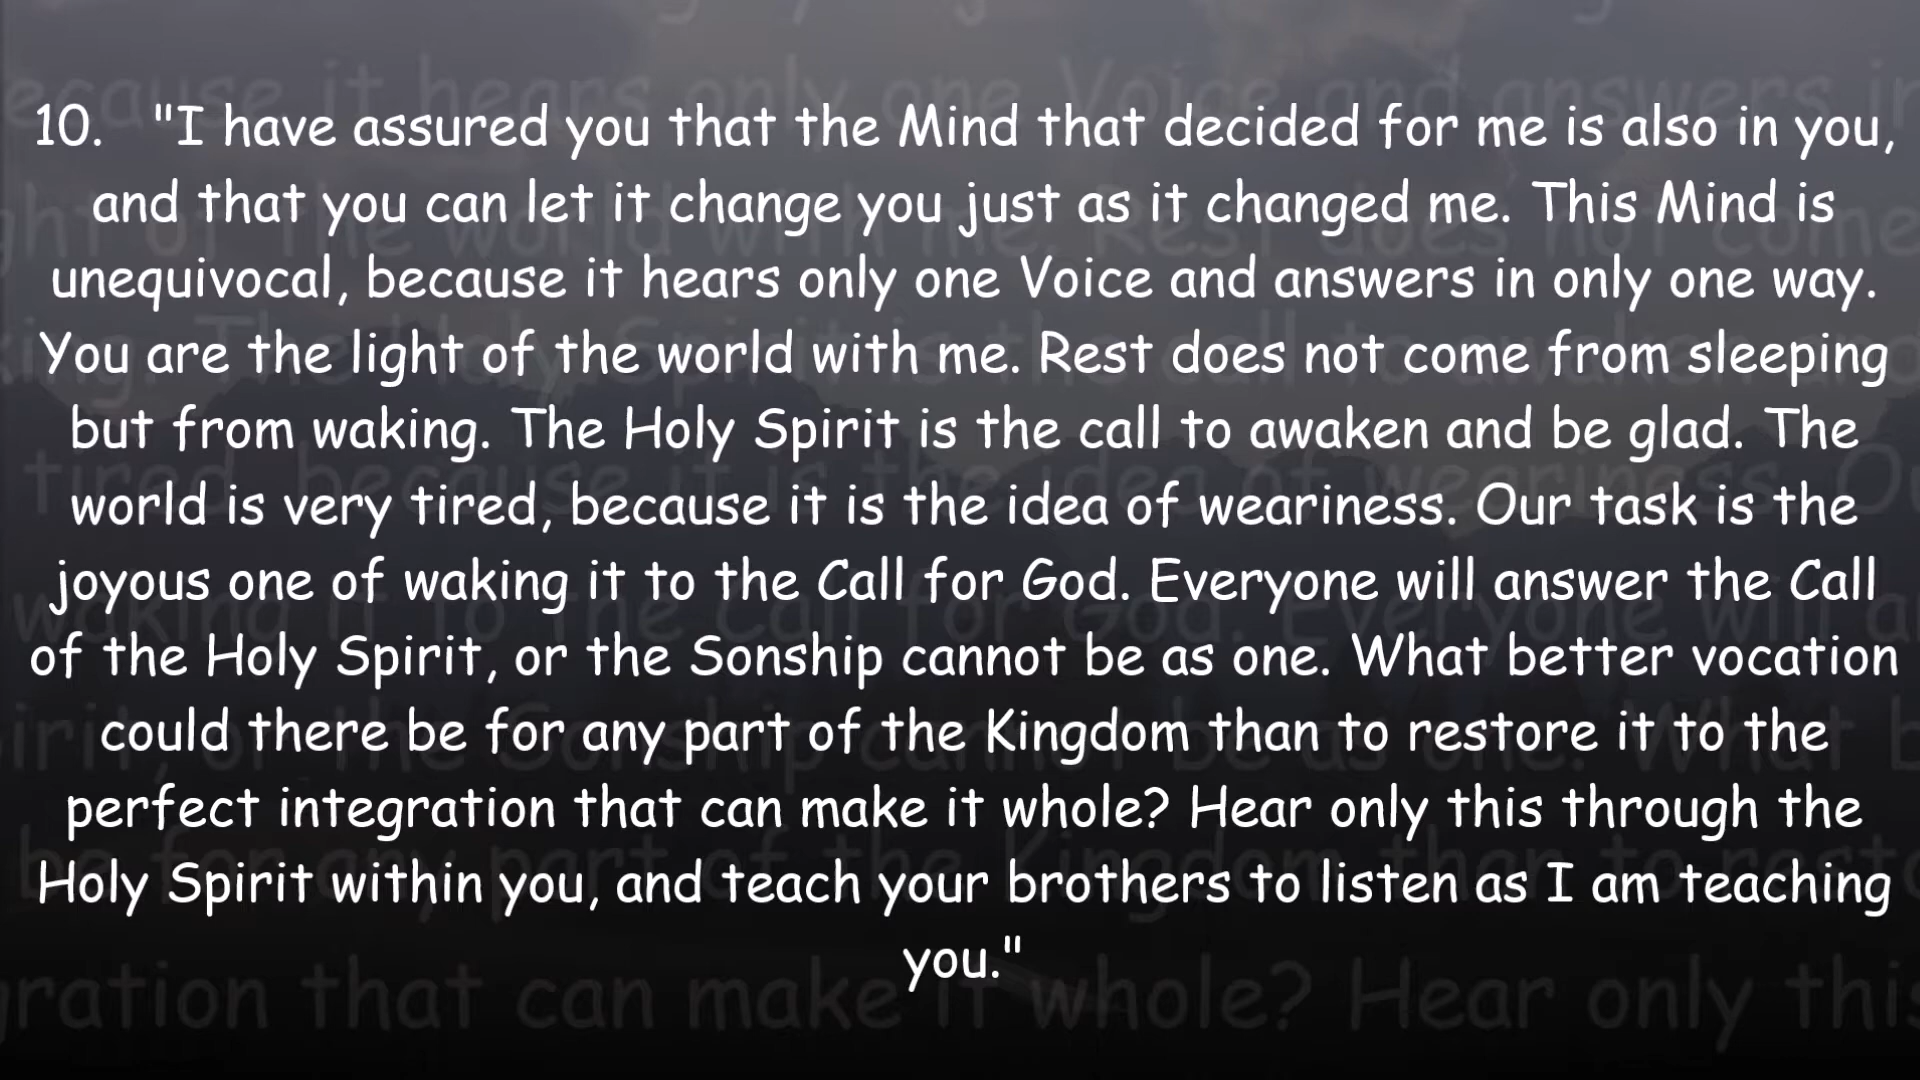 10. "I have assured you that the Mind that decided for me is also in you,
and that you can let it change you just as it changed me. This Mind is
unequivocal, because it hears only one Voice and answers in only one way.
You are the light of the world with me. Rest does not come from sleeping
but from waking. The Holy Spirit is the call to awaken and be glad. The
world is very tired, because it is the idea of weariness. Our task is the
joyous one of waking it to the Call for God. Everyone will answer the Call
of the Holy Spirit, or the Sonship cannot be as one. What better vocation
could there be for any part of the Kingdom than to restore it to the
perfect integration that can make it whole? Hear only this through the
Holy Spirit within you, and teach your brothers to listen as I am teaching
you."